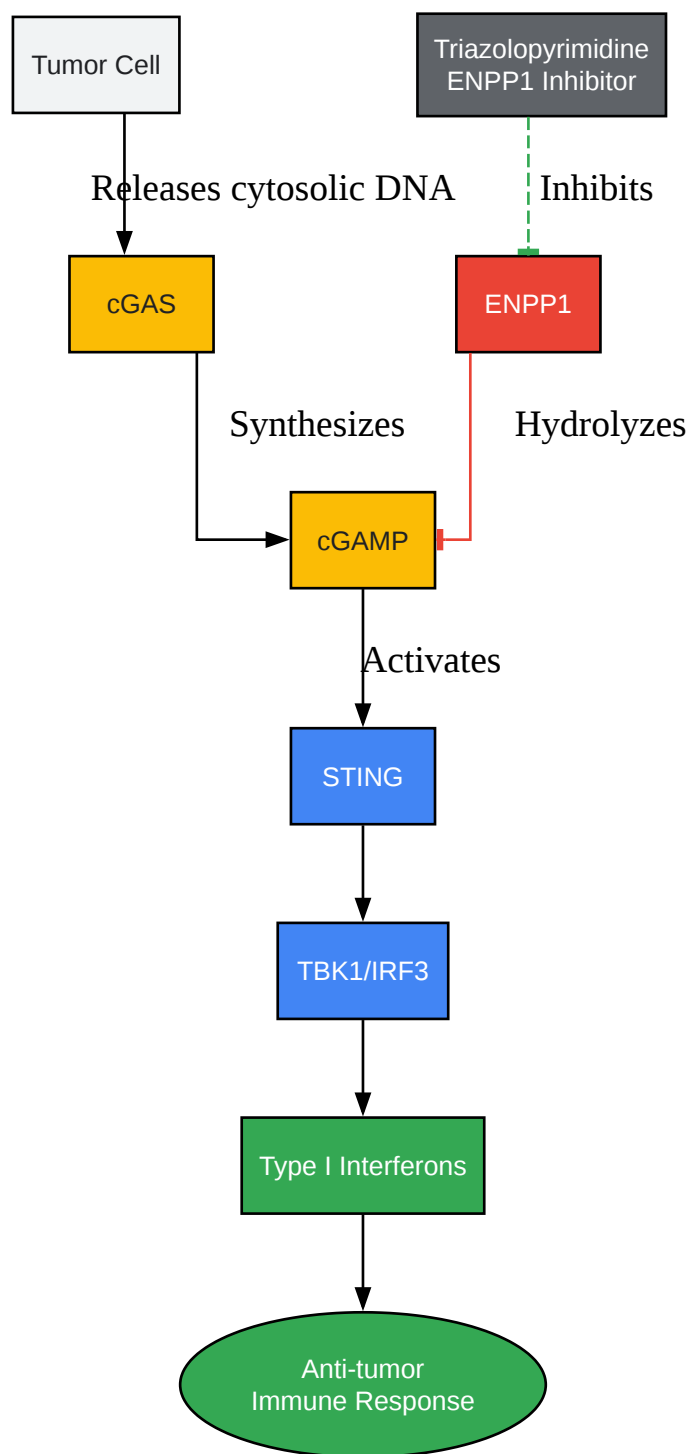 Tumor Cell
Triazolopyrimidine
ENPP1 Inhibitor
Releases cytosolic DNA
Inhibits
cGAS
ENPP1
Synthesizes
Hydrolyzes
cGAMP
Activates
STING
TBK1/IRF3
Type I Interferons
Anti-tumor
Immune Response